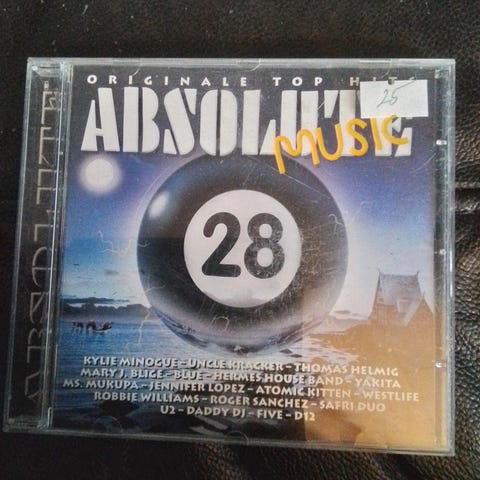 ORIGINALE TOP HITS
ABSOLUTE
MUSIC
25
28
KYLIE MINOGUE - UNCLE KRACKER - THOMAS HELMIG
MARY J. BLIGE - BLUE - HERMES HOUSE BAND - YAKITA
MS. MUKUPA - JENNIFER LOPEZ - ATOMIC KITTEN - WESTLIFE
ROBBIE WILLIAMS - ROGER SANCHEZ - SAFRI DUO
U2 - DADDY DJ - FIVE - D12
ABSOLUTE